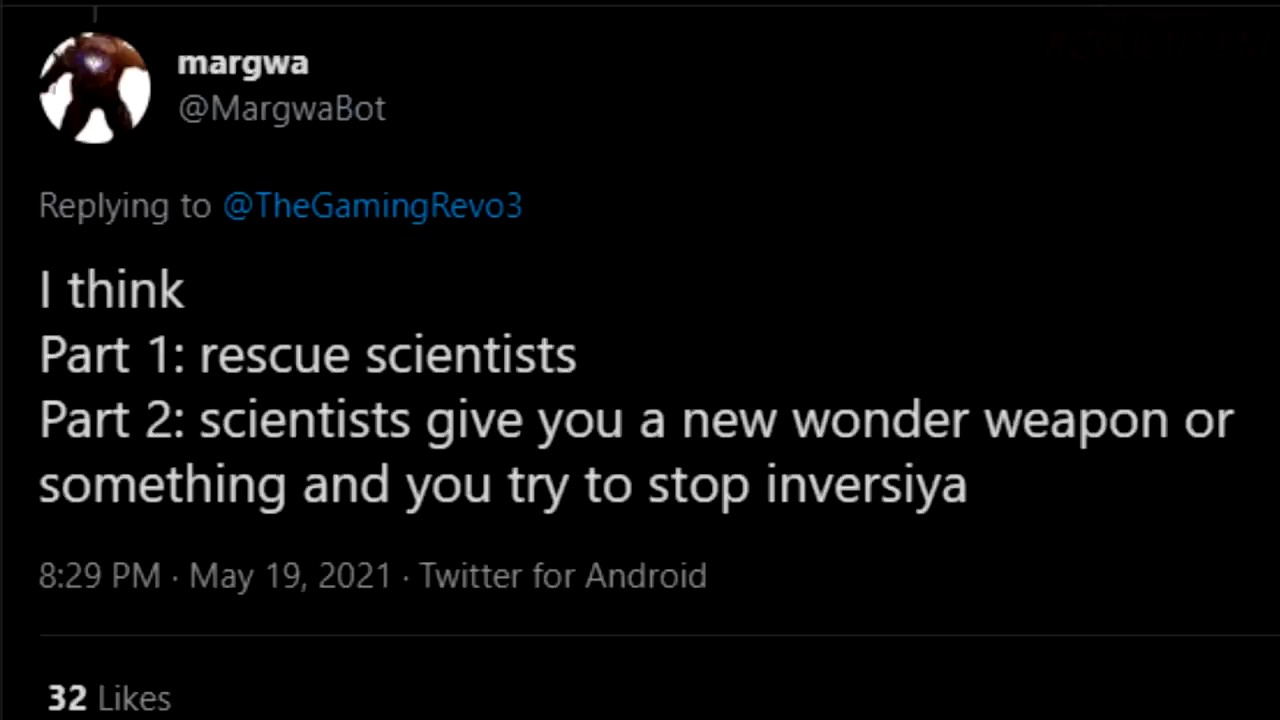 margwa
@MargwaBot
Replying to @TheGamingRevo3
I think
Part 1: rescue scientists
Part 2: scientists give you a new wonder weapon or
something and you try to stop inversiya
8:29 PM · May 19, 2021 · Twitter for Android
32 Likes